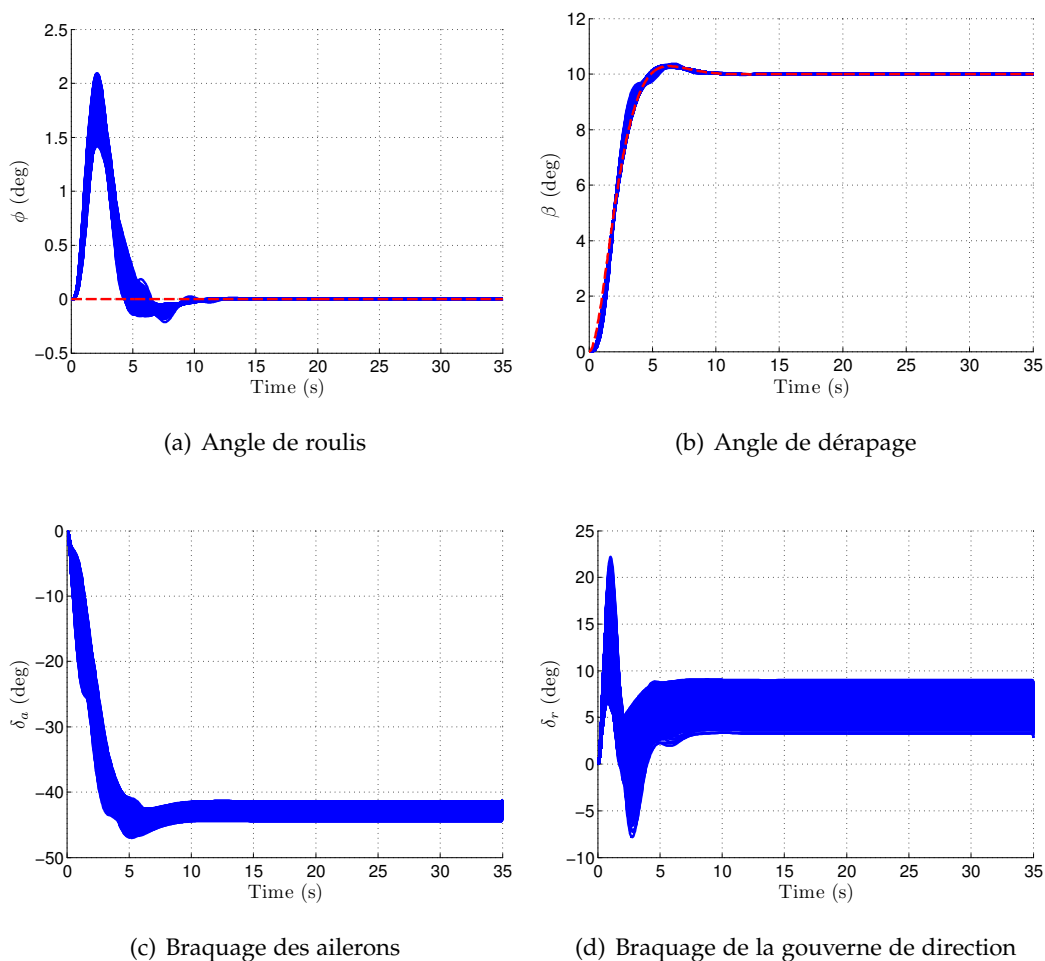 2.5
2
1.5
1
0.5
0
−0.5
ϕ (deg)
0 5 10 15 20 25 30 35
Time (s)
(a) Angle de roulis
12
10
8
6
4
2
0
β (deg)
0 5 10 15 20 25 30 35
Time (s)
(b) Angle de dérapage
0
−10
−20
−30
−40
−50
δa (deg)
0 5 10 15 20 25 30 35
Time (s)
(c) Braquage des ailerons
25
20
15
10
5
0
−5
−10
δr (deg)
0 5 10 15 20 25 30 35
Time (s)
(d) Braquage de la gouverne de direction